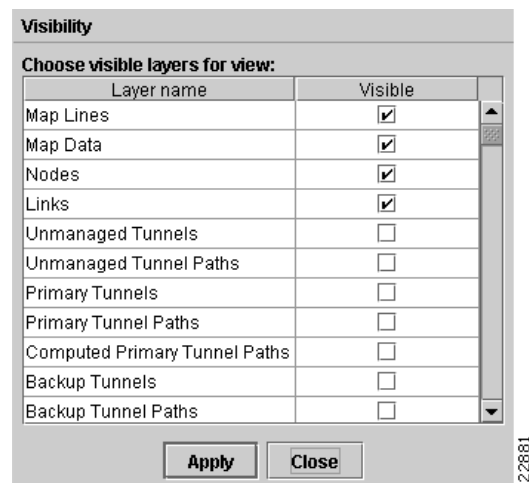 Visibility
Choose visible layers for view:
Layer name Visible
Map Lines
Map Data
Nodes
Links
Unmanaged Tunnels
Unmanaged Tunnel Paths
Primary Tunnels
Primary Tunnel Paths
Computed Primary Tunnel Paths
Backup Tunnels
Backup Tunnel Paths
Apply Close
22881